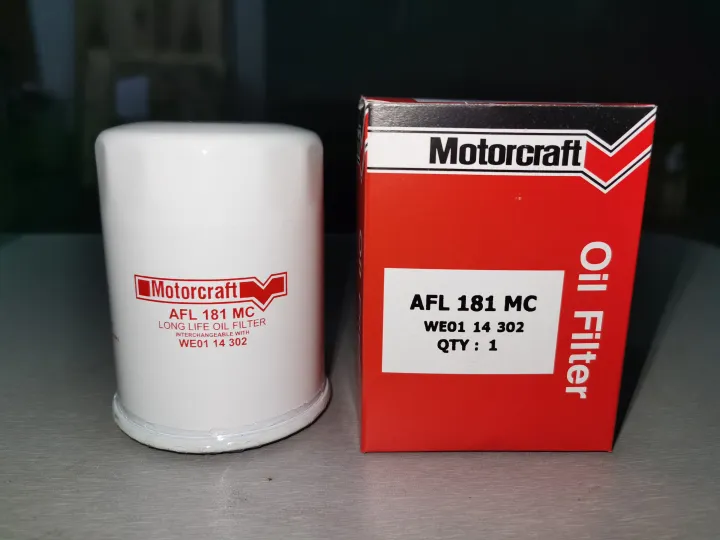 Motorcraft
AFL 181 MC
LONG LIFE OIL FILTER
INTERCHANGEABLE WITH
WE01 14 302
Motorcraft
Oil Filter
AFL 181 MC
WE01 14 302
QTY : 1